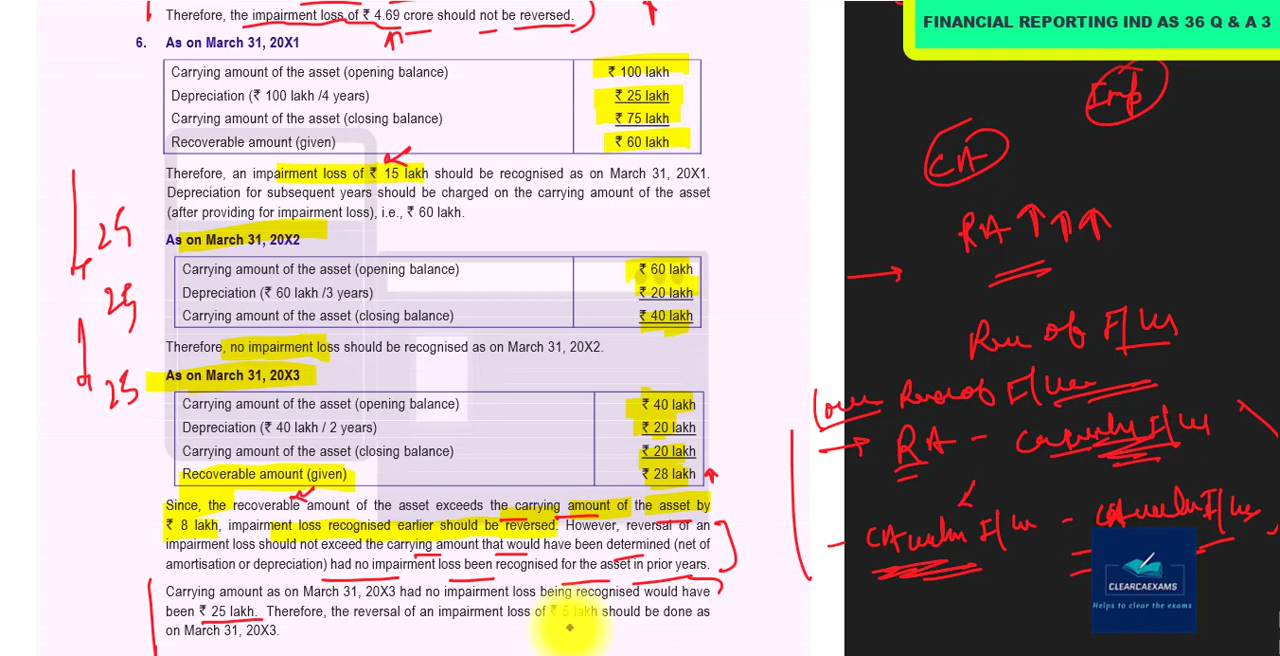 Therefore, the impairment loss of ₹ 4.69 crore should not be reversed.
6. As on March 31, 20X1
Carrying amount of the asset (opening balance) ₹ 100 lakh
Depreciation (₹ 100 lakh /4 years) ₹ 25 lakh
Carrying amount of the asset (closing balance) ₹ 75 lakh
Recoverable amount (given) ₹ 60 lakh
Therefore, an impairment loss of ₹ 15 lakh should be recognised as on March 31, 20X1.
Depreciation for subsequent years should be charged on the carrying amount of the asset
(after providing for impairment loss), i.e., ₹ 60 lakh.
As on March 31, 20X2
Carrying amount of the asset (opening balance) ₹ 60 lakh
Depreciation (₹ 60 lakh /3 years) ₹ 20 lakh
Carrying amount of the asset (closing balance) ₹ 40 lakh
Therefore, no impairment loss should be recognised as on March 31, 20X2.
As on March 31, 20X3
Carrying amount of the asset (opening balance) ₹ 40 lakh
Depreciation (₹ 40 lakh / 2 years) ₹ 20 lakh
Carrying amount of the asset (closing balance) ₹ 20 lakh
Recoverable amount (given) ₹ 28 lakh
Since, the recoverable amount of the asset exceeds the carrying amount of the asset by
₹ 8 lakh, impairment loss recognised earlier should be reversed. However, reversal of an
impairment loss should not exceed the carrying amount that would have been determined (net of
amortisation or depreciation) had no impairment loss been recognised for the asset in prior years.
Carrying amount as on March 31, 20X3 had no impairment loss being recognised would have
been ₹ 25 lakh. Therefore, the reversal of an impairment loss of ₹ 5 lakh should be done as
on March 31, 20X3.
25
25
25
FINANCIAL REPORTING IND AS 36 Q & A 3
Imp
CA
RA ↑ ↑ ↑
Rev of I/Ls
Lower
RA -
CLEARCAEXAMS
Helps to clear the exams